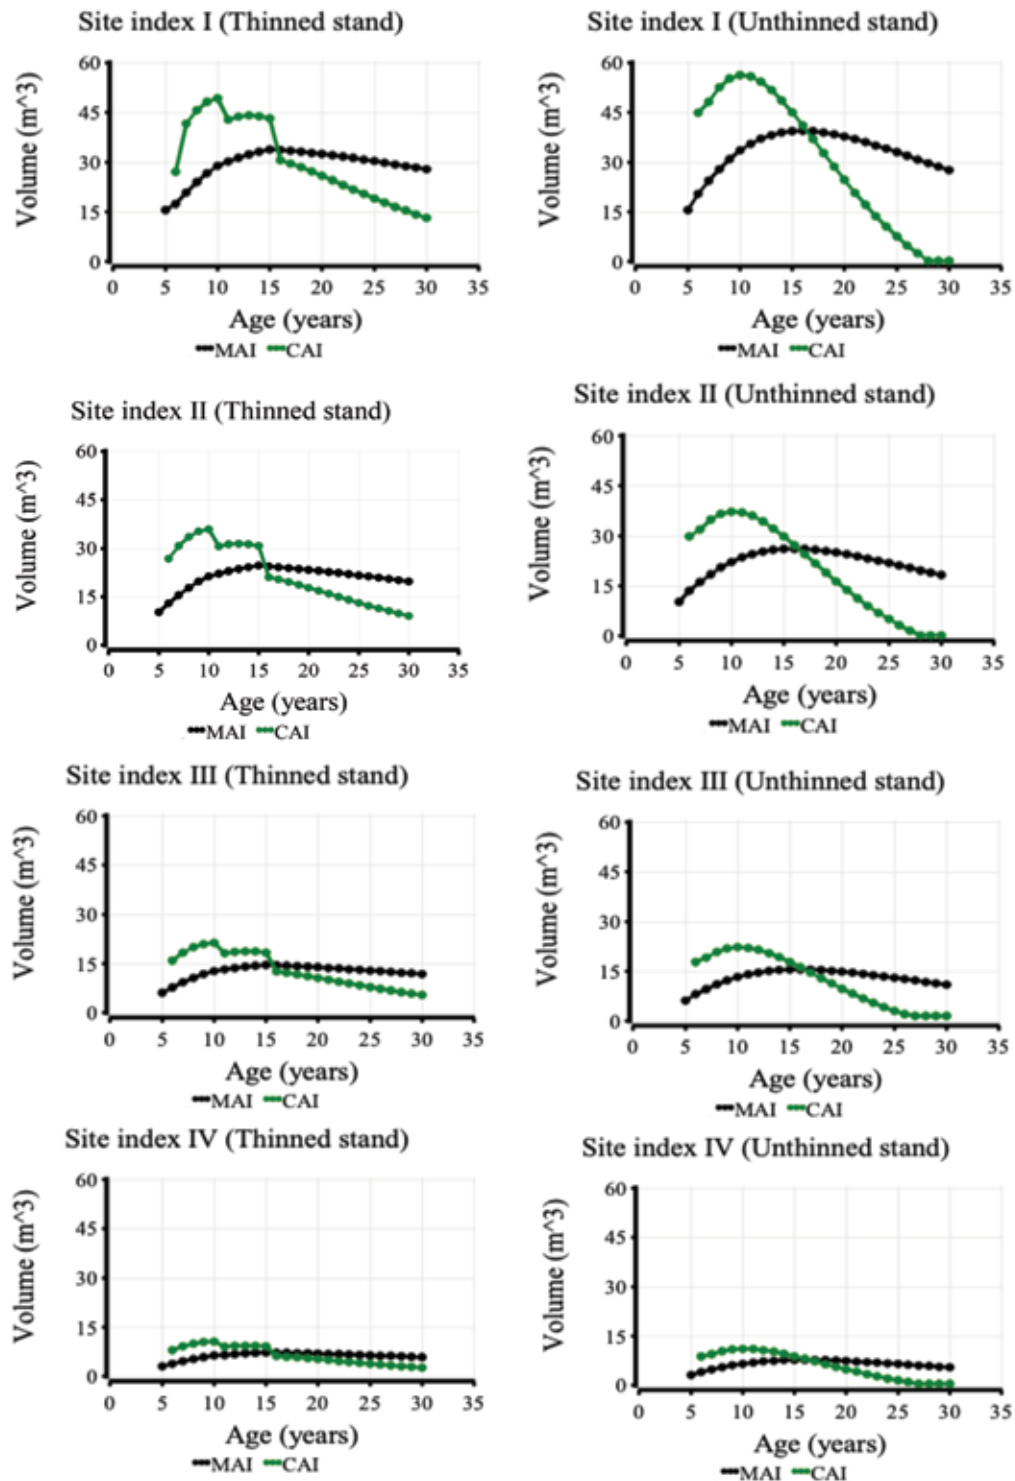 Site index I (Thinned stand)
Volume (m^3)
60
45
30
15
0
0 5 10 15 20 25 30 35
Age (years)
MAI CAI
Site index I (Unthinned stand)
Volume (m^3)
60
45
30
15
0
0 5 10 15 20 25 30 35
Age (years)
MAI CAI
Site index II (Thinned stand)
Volume (m^3)
60
45
30
15
0
0 5 10 15 20 25 30 35
Age (years)
MAI CAI
Site index II (Unthinned stand)
Volume (m^3)
60
45
30
15
0
0 5 10 15 20 25 30 35
Age (years)
MAI CAI
Site index III (Thinned stand)
Volume (m^3)
60
45
30
15
0
0 5 10 15 20 25 30 35
Age (years)
MAI CAI
Site index III (Unthinned stand)
Volume (m^3)
60
45
30
15
0
0 5 10 15 20 25 30 35
Age (years)
MAI CAI
Site index IV (Thinned stand)
Volume (m^3)
60
45
30
15
0
0 5 10 15 20 25 30 35
Age (years)
MAI CAI
Site index IV (Unthinned stand)
Volume (m^3)
60
45
30
15
0
0 5 10 15 20 25 30 35
Age (years)
MAI CAI